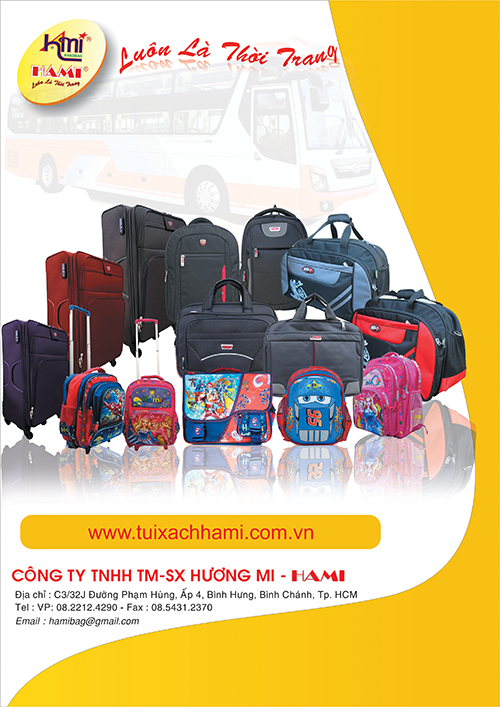 Kmi ®
KMIBAG
HAMI ®
Luôn Là Thời Trang
Luôn Là Thời Trang
www.tuixachhami.com.vn
CÔNG TY TNHH TM-SX HƯƠNG MI - HAMI
Địa chỉ : C3/32J Đường Phạm Hùng, Ấp 4, Bình Hưng, Bình Chánh, Tp. HCM
Tel : VP: 08.2212.4290 - Fax : 08.5431.2370
Email : hamibag@gmail.com